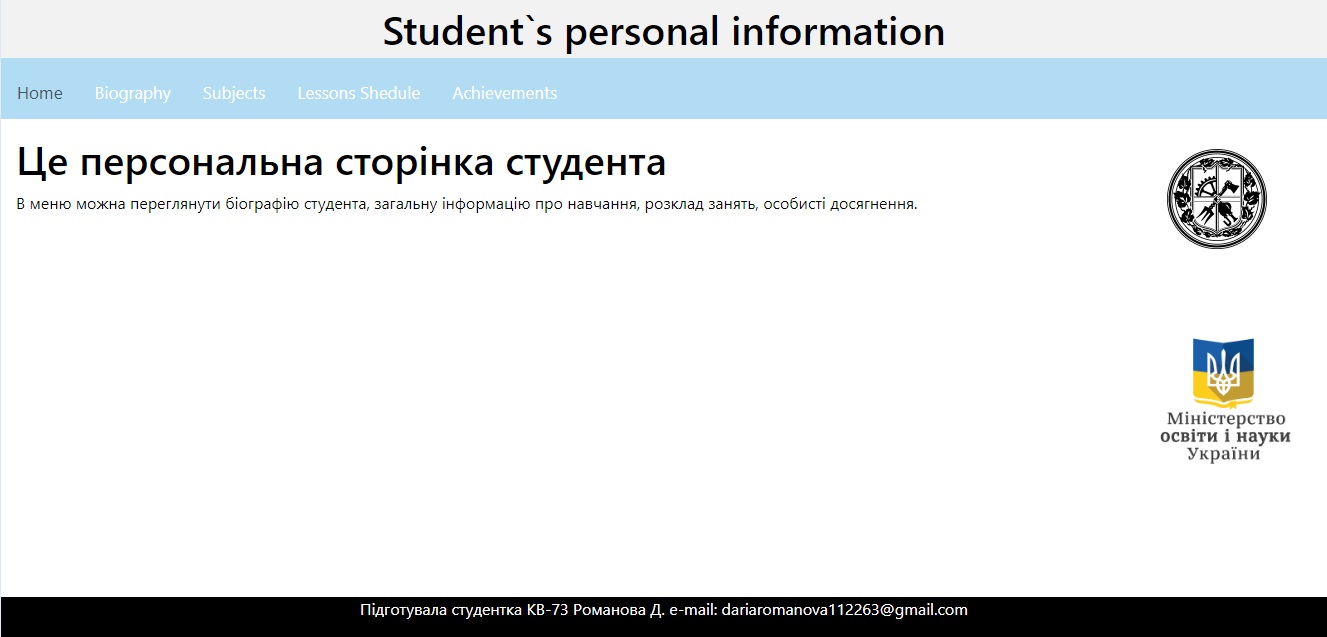 Student`s personal information
Home Biography Subjects Lessons Shedule Achievements
Це персональна сторінка студента
В меню можна переглянути біографію студента, загальну інформацію про навчання, розклад занять, особисті досягнення.
Міністерство
освіти і науки
України
Підготувала студентка КВ-73 Романова Д. e-mail: dariaromanova112263@gmail.com